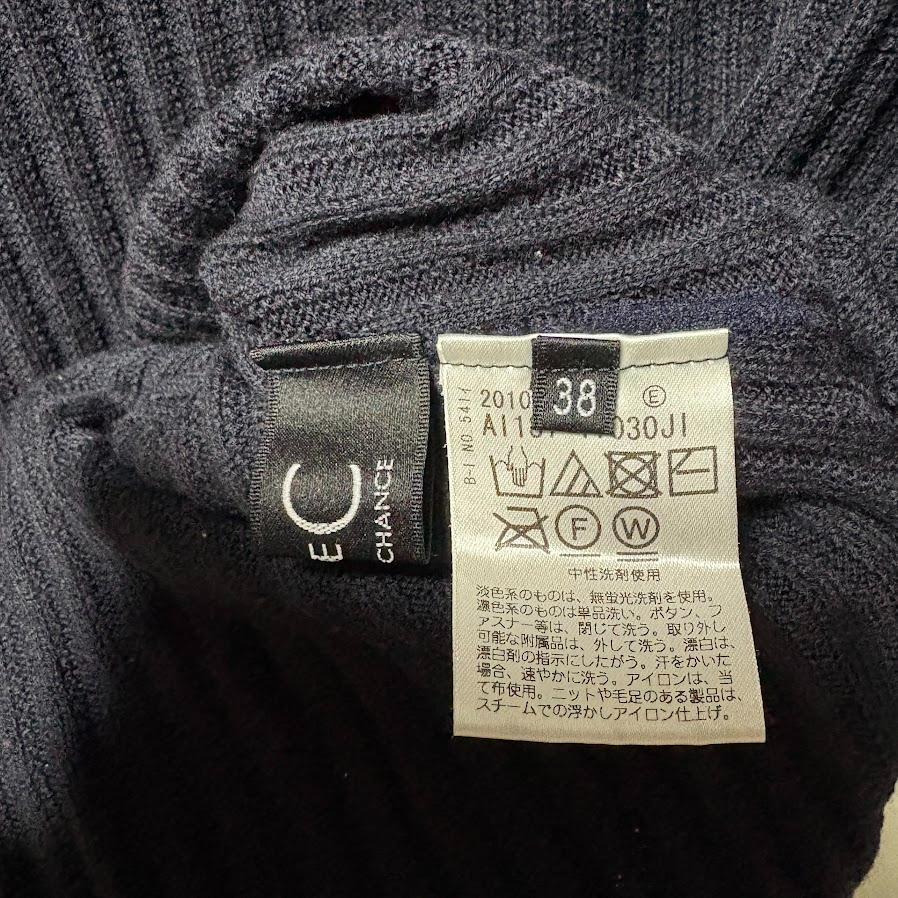 EC
CHANCE
38
2010
E
030JI
B-I NO. 5414
F
W
中性洗剤使用
淡色系のものは、無蛍光洗剤を使用。
濃色系のものは単品洗い。ボタン、フ
ァスナー等は、閉じて洗う。取り外し
可能な附属品は、外して洗う。漂白は、
漂白剤の指示にしたがう。汗をかいた
場合、速やかに洗う。アイロンは、当
て布使用。ニットや毛足のある製品は、
スチームでの浮かしアイロン仕上げ。